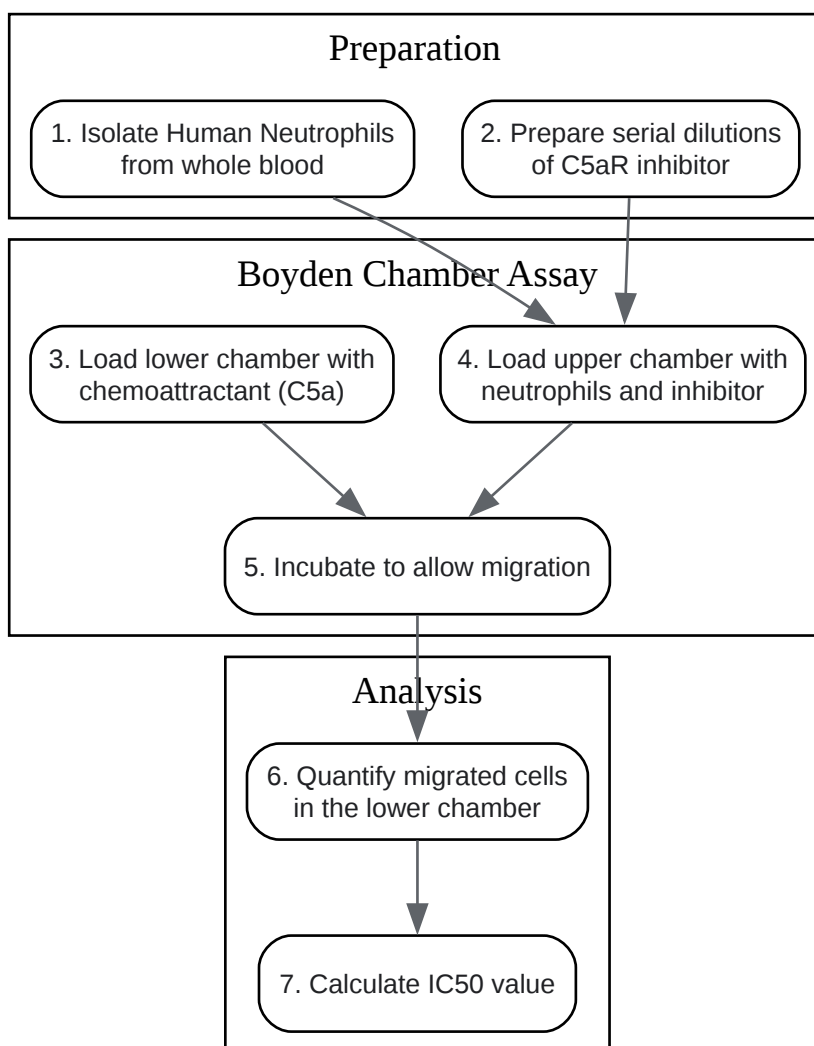 Preparation
1. Isolate Human Neutrophils
from whole blood
2. Prepare serial dilutions
of C5aR inhibitor
Boyden Chamber Assay
3. Load lower chamber with
chemoattractant (C5a)
4. Load upper chamber with
neutrophils and inhibitor
5. Incubate to allow migration
Analysis
6. Quantify migrated cells
in the lower chamber
7. Calculate IC50 value